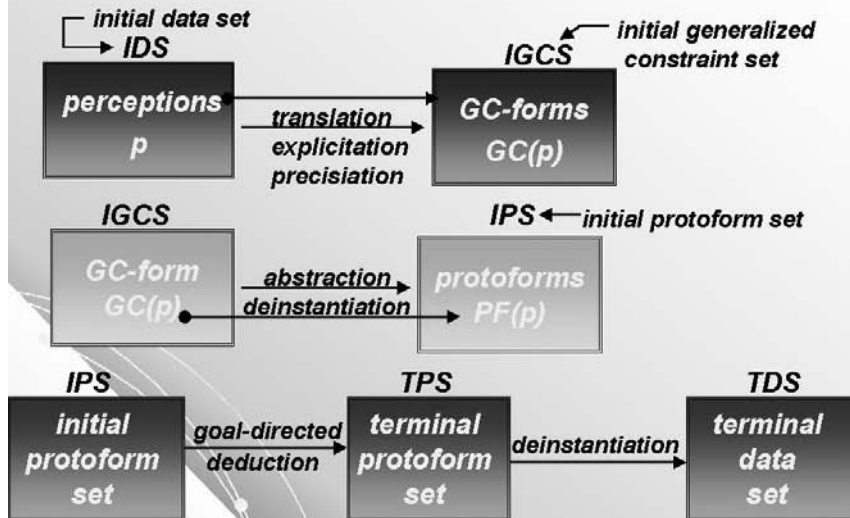 initial data set
IDS
initial generalized
constraint set
IGCS
perceptions
p
translation
explicitation
precisiation
GC-forms
GC(p)
IGCS
IPS
initial protoform set
GC-form
GC(p)
abstraction
deinstantiation
protoforms
PF(p)
IPS
TPS
TDS
initial
protoform
set
goal-directed
deduction
terminal
protoform
set
deinstantiation
terminal
data
set